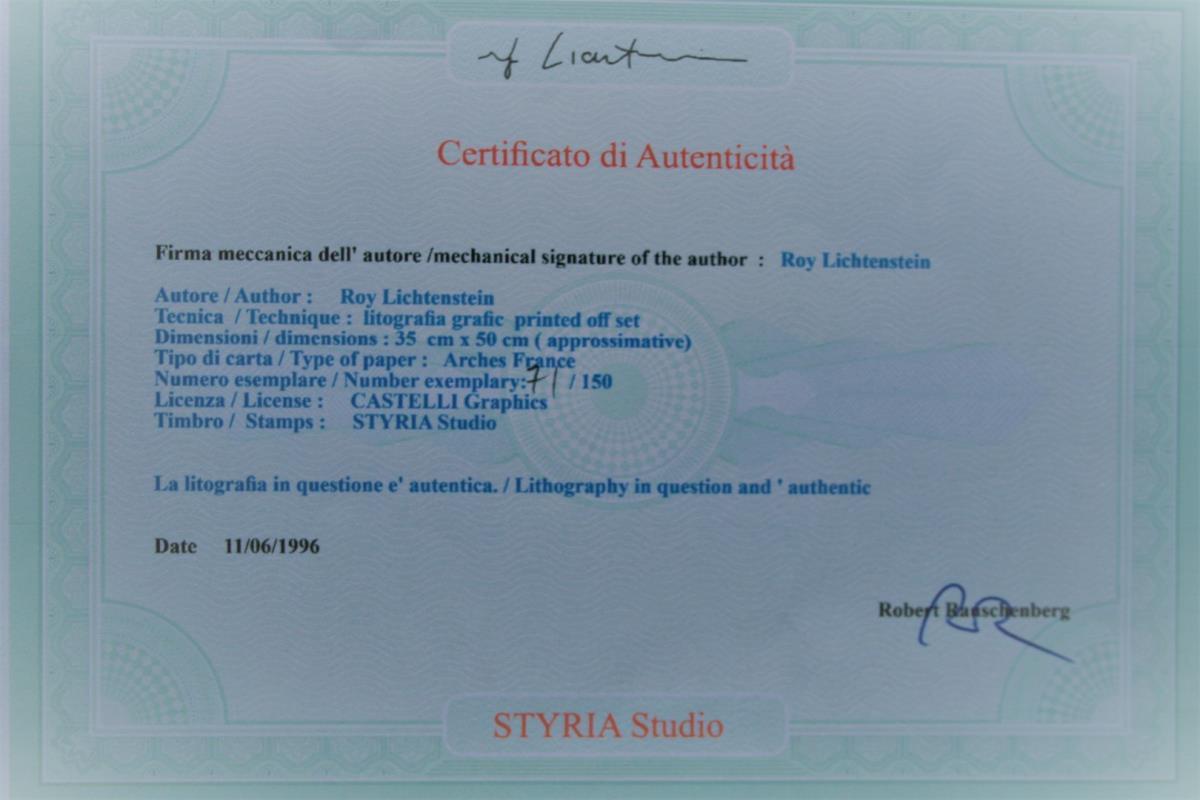 rf Lichtenstein
Certificato di Autenticità
Firma meccanica dell' autore /mechanical signature of the author : Roy Lichtenstein
Autore / Author : Roy Lichtenstein
Tecnica / Technique : litografia grafic printed off set
Dimensioni / dimensions : 35 cm x 50 cm ( approssimative)
Tipo di carta / Type of paper : Arches France
Numero esemplare / Number exemplary: 71 / 150
Licenza / License : CASTELLI Graphics
Timbro / Stamps : STYRIA Studio
La litografia in questione e' autentica. / Lithography in question and ' authentic
Date 11/06/1996
Robert Rauschenberg
STYRIA Studio